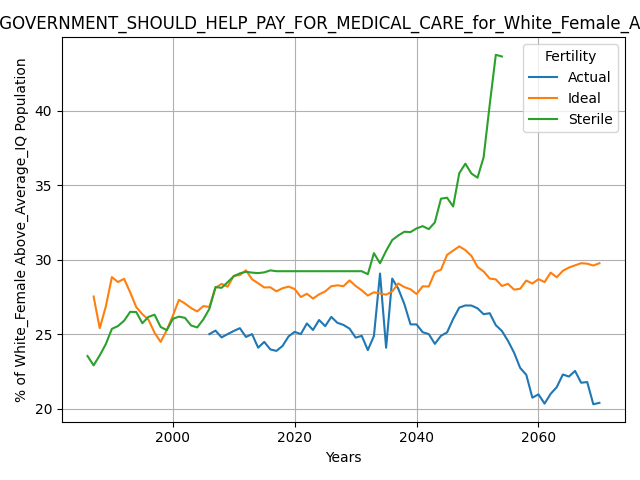 GOVERNMENT_SHOULD_HELP_PAY_FOR_MEDICAL_CARE_for_White_Female_A
% of White_Female Above_Average_IQ Population
40
35
30
25
20
Fertility
Actual
Ideal
Sterile
2000
2020
2040
2060
Years